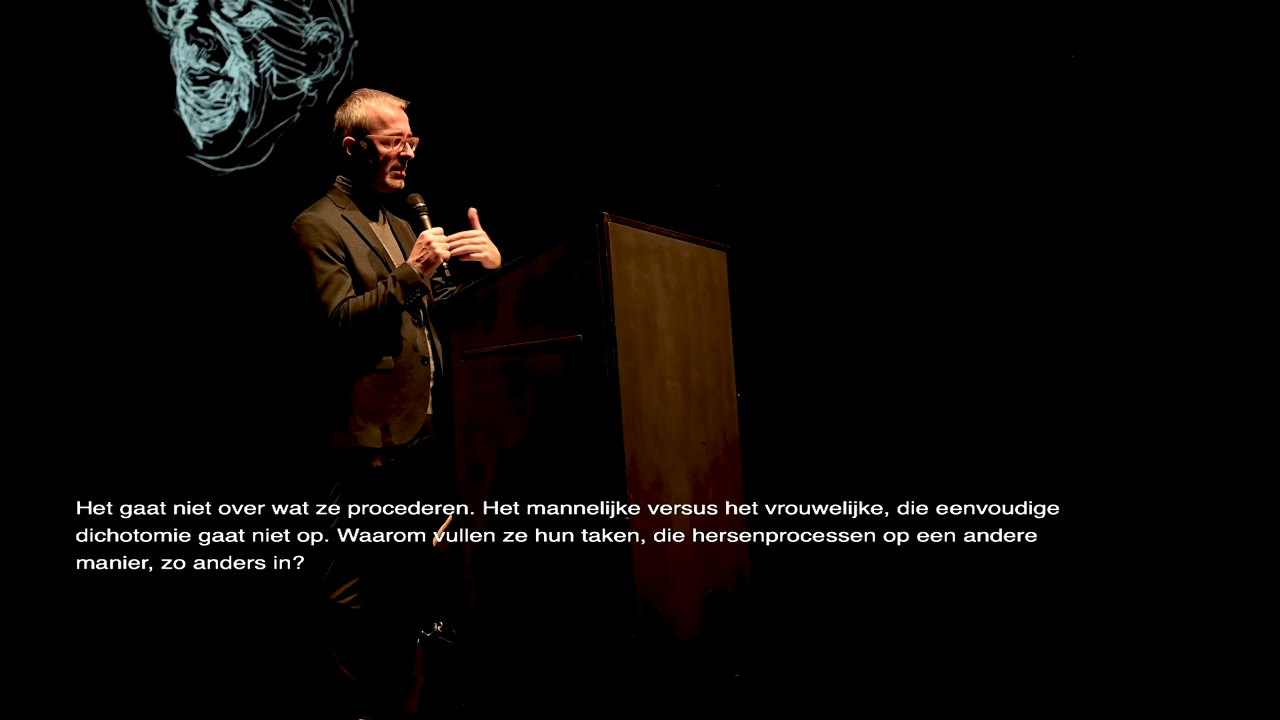 Het gaat niet over wat ze procederen. Het mannelijke versus het vrouwelijke, die eenvoudige
dichotomie gaat niet op. Waarom vullen ze hun taken, die hersenprocessen op een andere
manier, zo anders in?